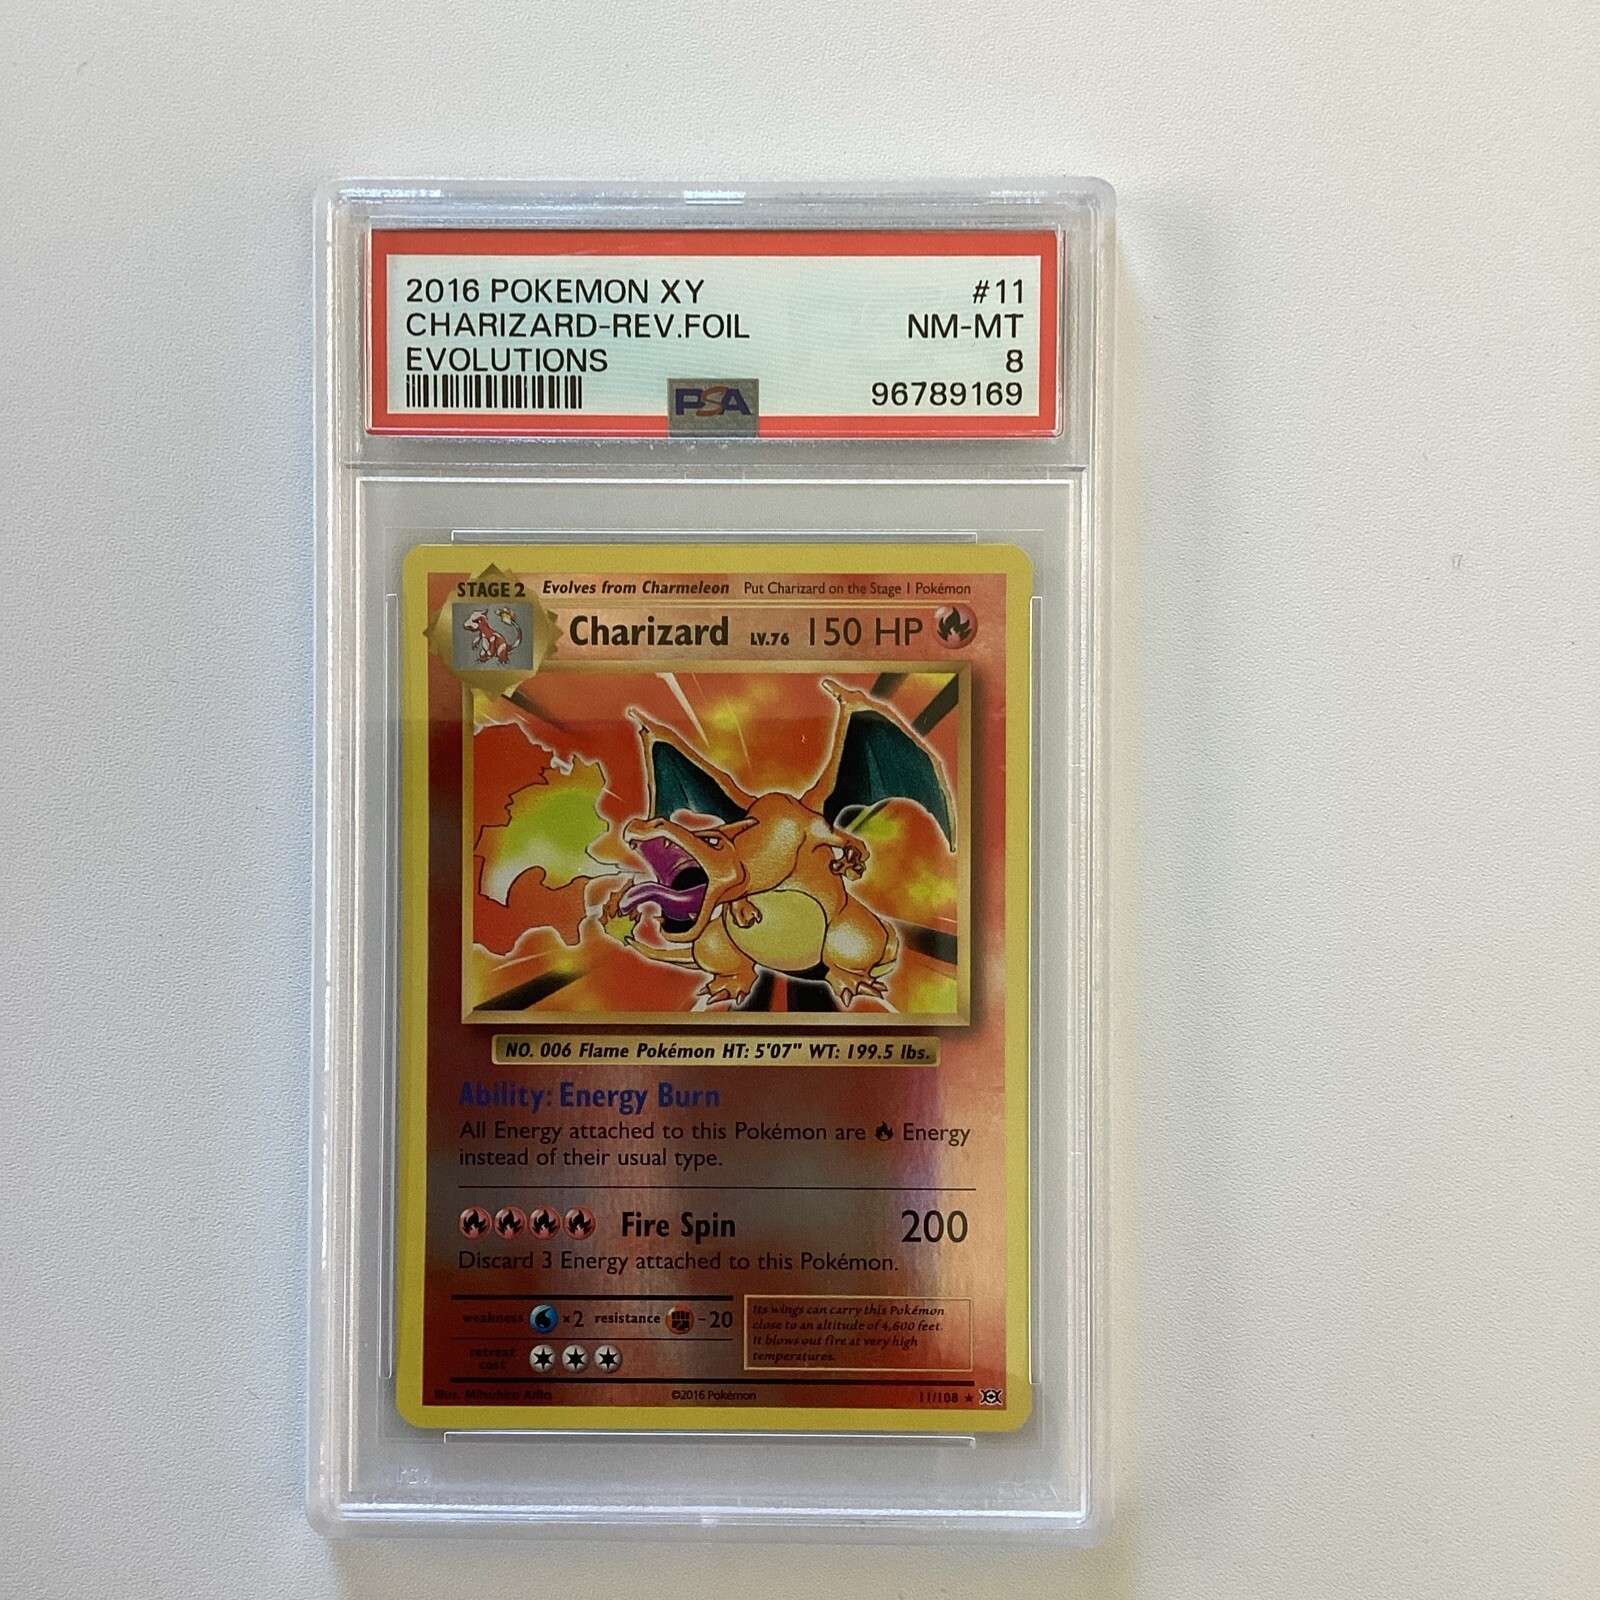 2016 POKEMON XY #11
CHARIZARD-REV.FOIL NM-MT
EVOLUTIONS 8
PSA 96789169
STAGE 2 Evolves from Charmeleon Put Charizard on the Stage 1 Pokémon
Charizard LV.76 150 HP
NO. 006 Flame Pokémon HT: 5'07" WT: 199.5 lbs.
Ability: Energy Burn
All Energy attached to this Pokémon are Energy
instead of their usual type.
Fire Spin 200
Discard 3 Energy attached to this Pokémon.
weakness ×2 resistance -20
retreat
cost
Its wings can carry this Pokémon
close to an altitude of 4,600 feet.
It blows out fire at very high
temperatures.
Illus. Mitsuhiro Arita ©2016 Pokémon 11/108